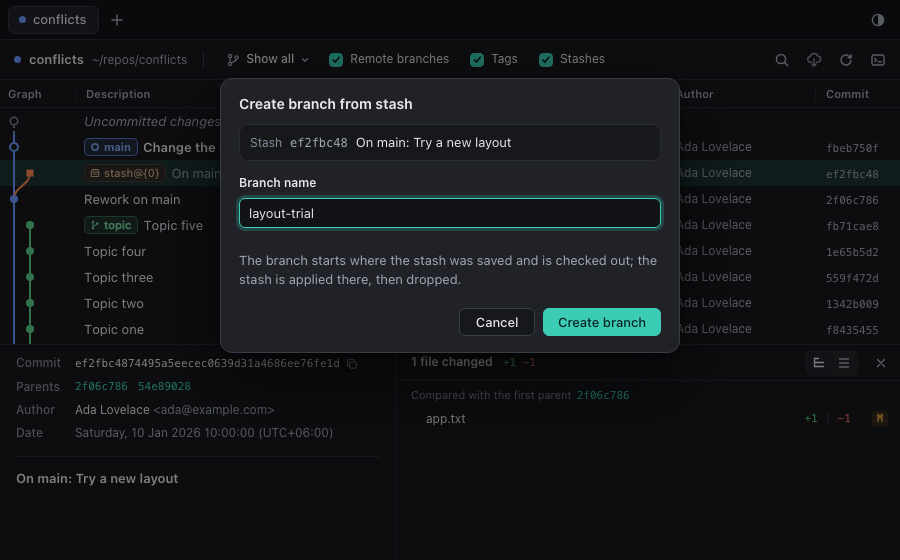 conflicts
conflicts ~/repos/conflicts Show all Remote branches Tags Stashes
Graph Description Author Commit
Uncommitted changes
main Change the Ada Lovelace fbeb750f
stash@{0} On main Ada Lovelace ef2fbc48
Rework on main Ada Lovelace 2f06c786
topic Topic five Ada Lovelace fb71cae8
Topic four Ada Lovelace 1e65b5d2
Topic three Ada Lovelace 559f472d
Topic two Ada Lovelace 1342b009
Topic one Ada Lovelace f8435455
Create branch from stash
Stash ef2fbc48 On main: Try a new layout
Branch name
layout-trial
The branch starts where the stash was saved and is checked out; the
stash is applied there, then dropped.
Cancel Create branch
Commit ef2fbc4874495a5eecec0639d31a4686ee76fe1d
Parents 2f06c786 54e89028
Author Ada Lovelace <ada@example.com>
Date Saturday, 10 Jan 2026 10:00:00 (UTC+06:00)
On main: Try a new layout
1 file changed +1 −1
Compared with the first parent 2f06c786
app.txt +1 −1 M